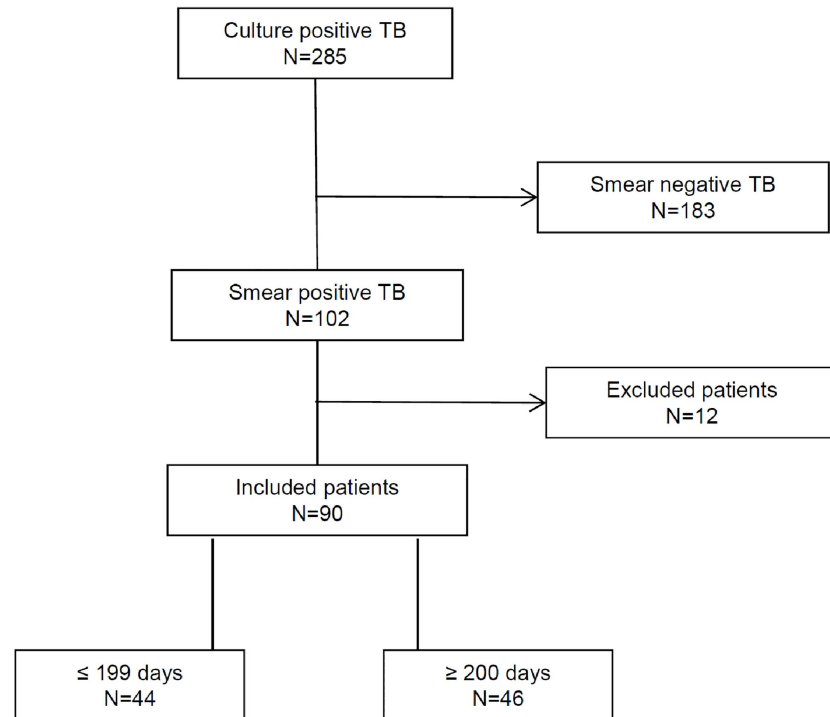 Culture positive TB
N=285
Smear negative TB
N=183
Smear positive TB
N=102
Excluded patients
N=12
Included patients
N=90
≤ 199 days
N=44
≥ 200 days
N=46